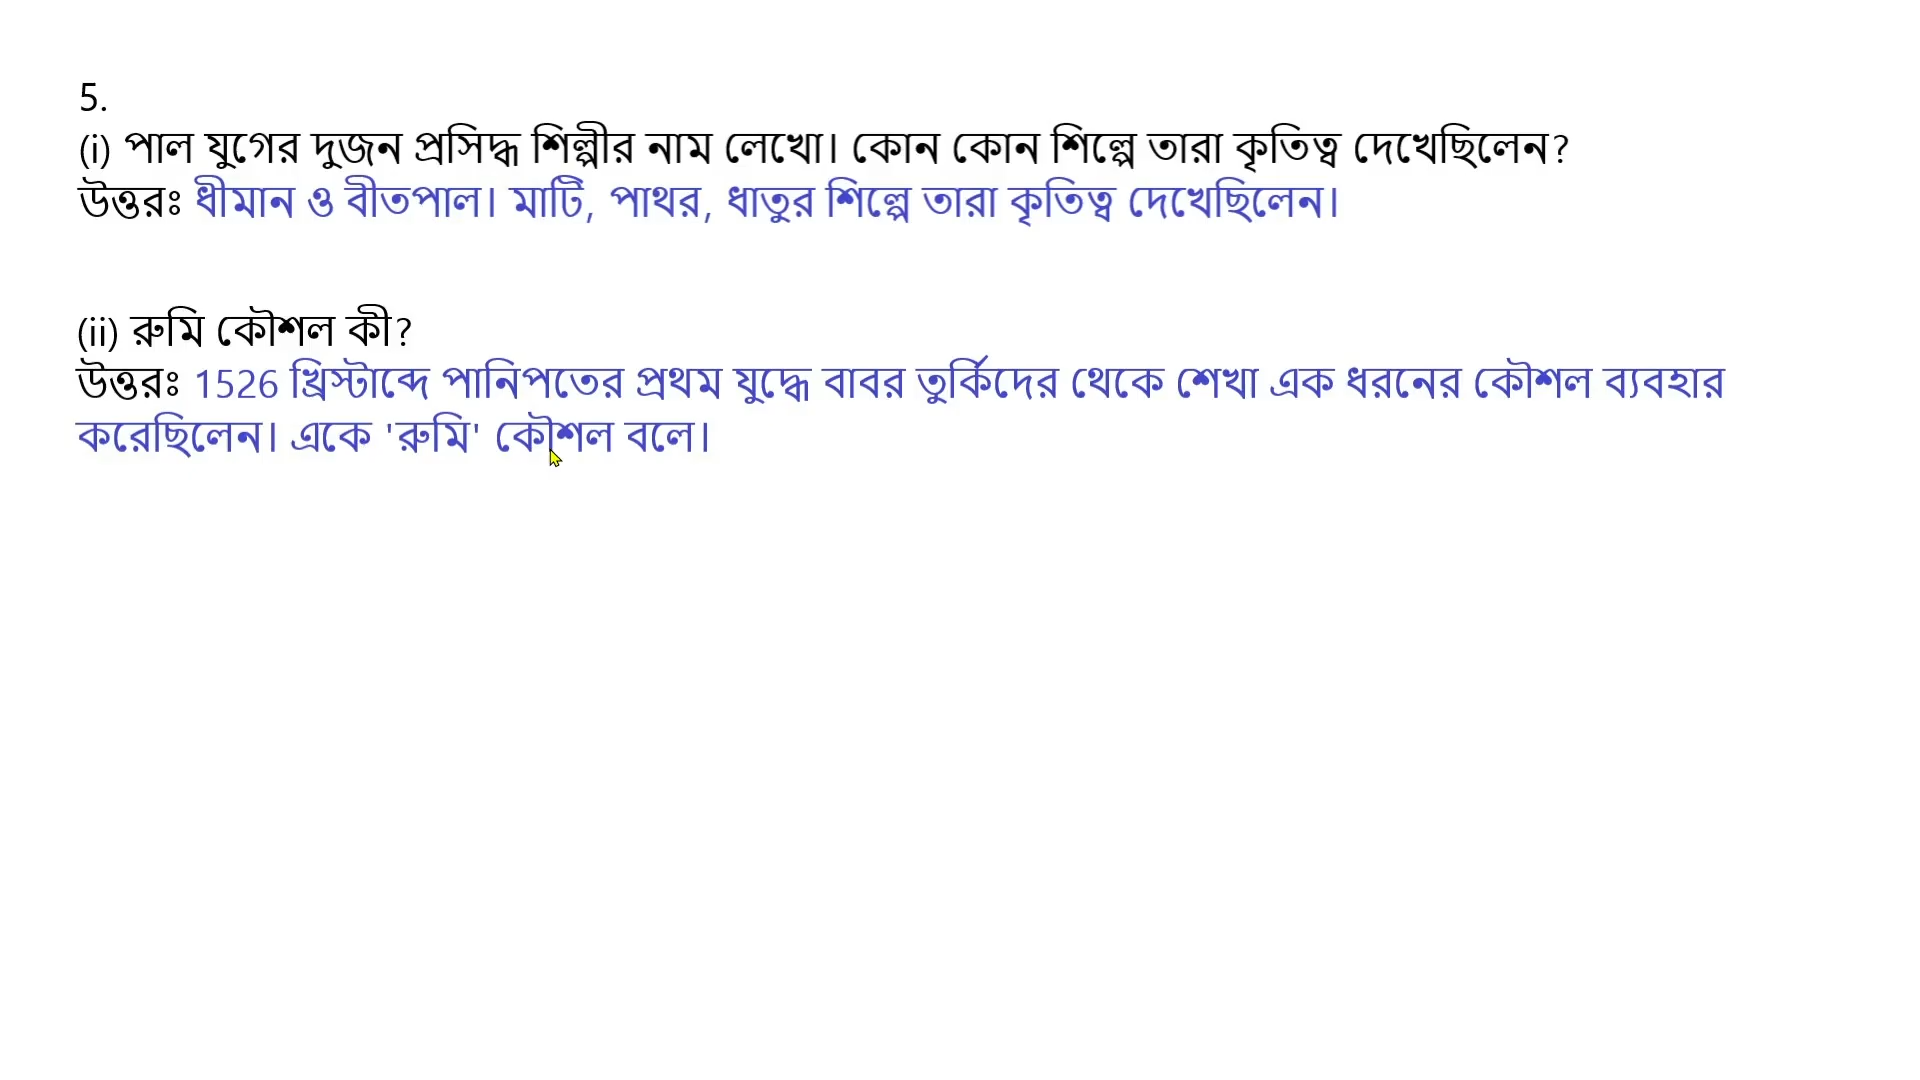 5.
(i) পাল যুগের দুজন প্রসিদ্ধ শিল্পীর নাম লেখো। কোন কোন শিল্পে তারা কৃতিত্ব দেখেছিলেন?
উত্তরঃ ধীমান ও বীতপাল। মাটি, পাথর, ধাতুর শিল্পে তারা কৃতিত্ব দেখেছিলেন।
(ii) রুমি কৌশল কী?
উত্তরঃ 1526 খ্রিস্টাব্দে পানিপতের প্রথম যুদ্ধে বাবর তুর্কিদের থেকে শেখা এক ধরনের কৌশল ব্যবহার
করেছিলেন। একে 'রুমি' কৌশল বলে।